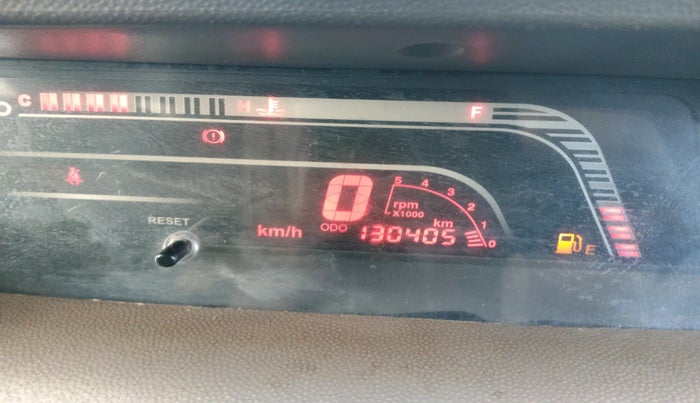 C H F
5 4 3 2 1 0
rpm
X1000
RESET
0
km/h
ODO 130405 km
E